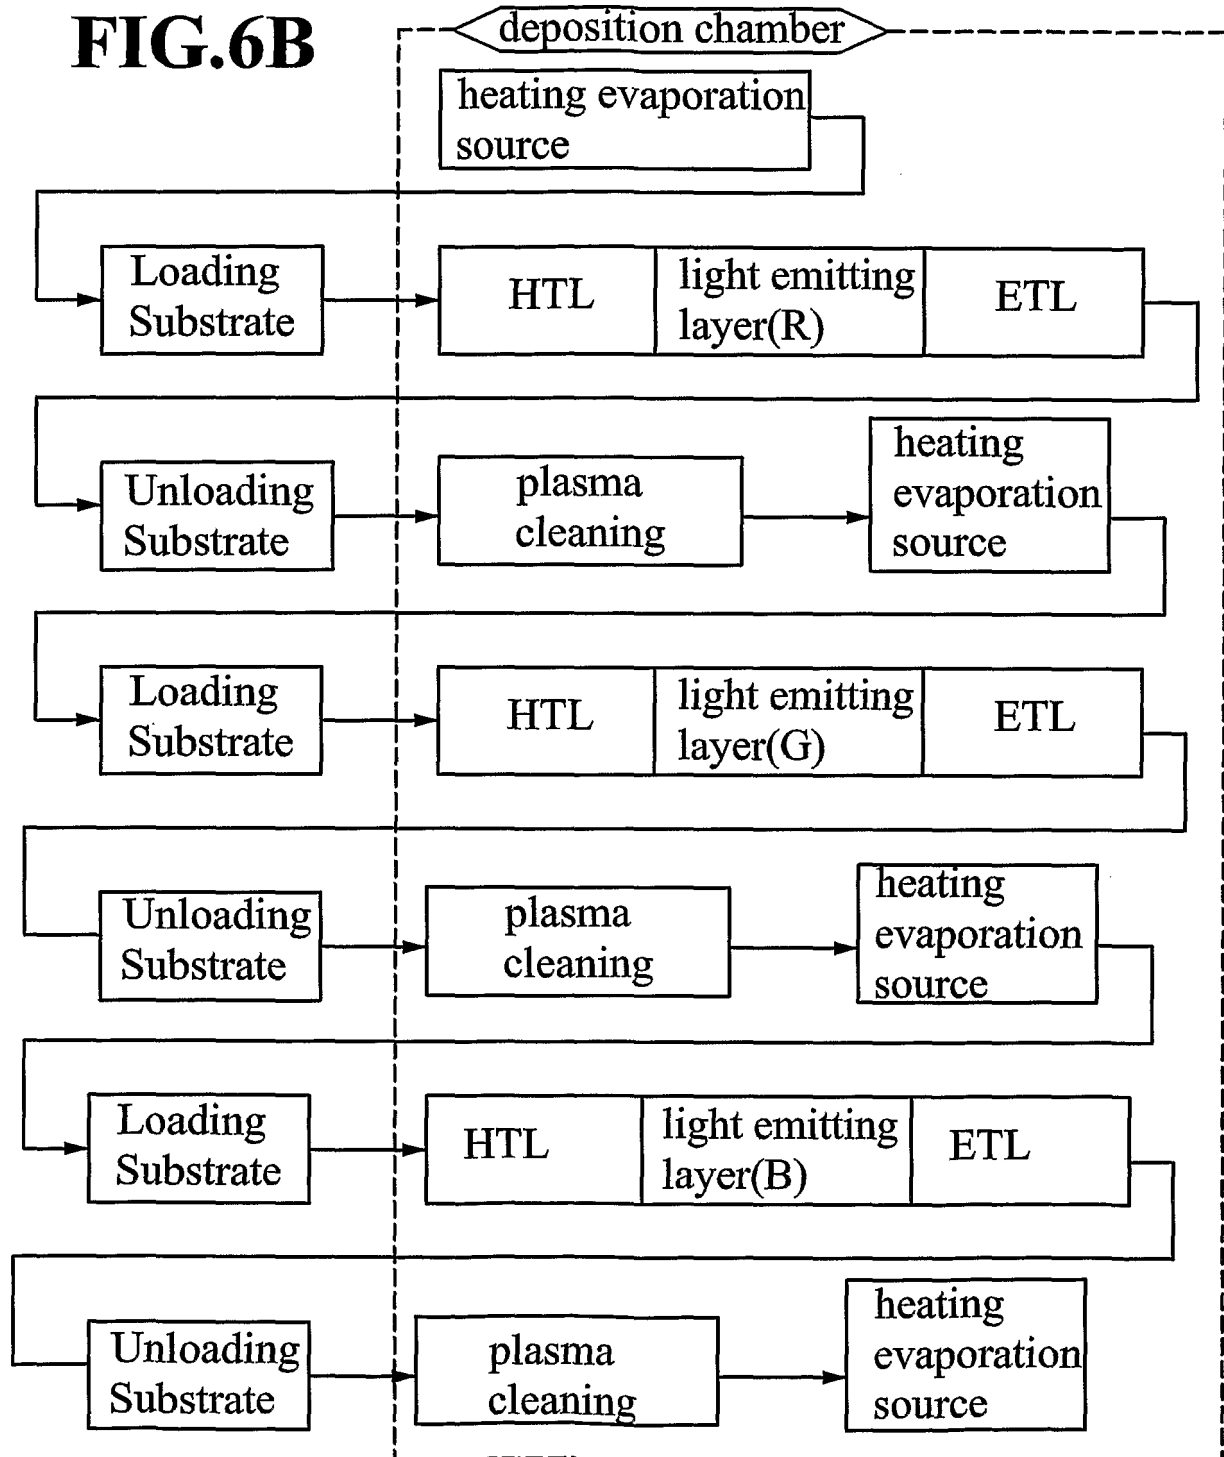 FIG.6B
deposition chamber
heating evaporation
source
Loading
Substrate
HTL
light emitting
layer(R)
ETL
Unloading
Substrate
plasma
cleaning
heating
evaporation
source
Loading
Substrate
HTL
light emitting
layer(G)
ETL
Unloading
Substrate
plasma
cleaning
heating
evaporation
source
Loading
Substrate
HTL
light emitting
layer(B)
ETL
Unloading
Substrate
plasma
cleaning
heating
evaporation
source